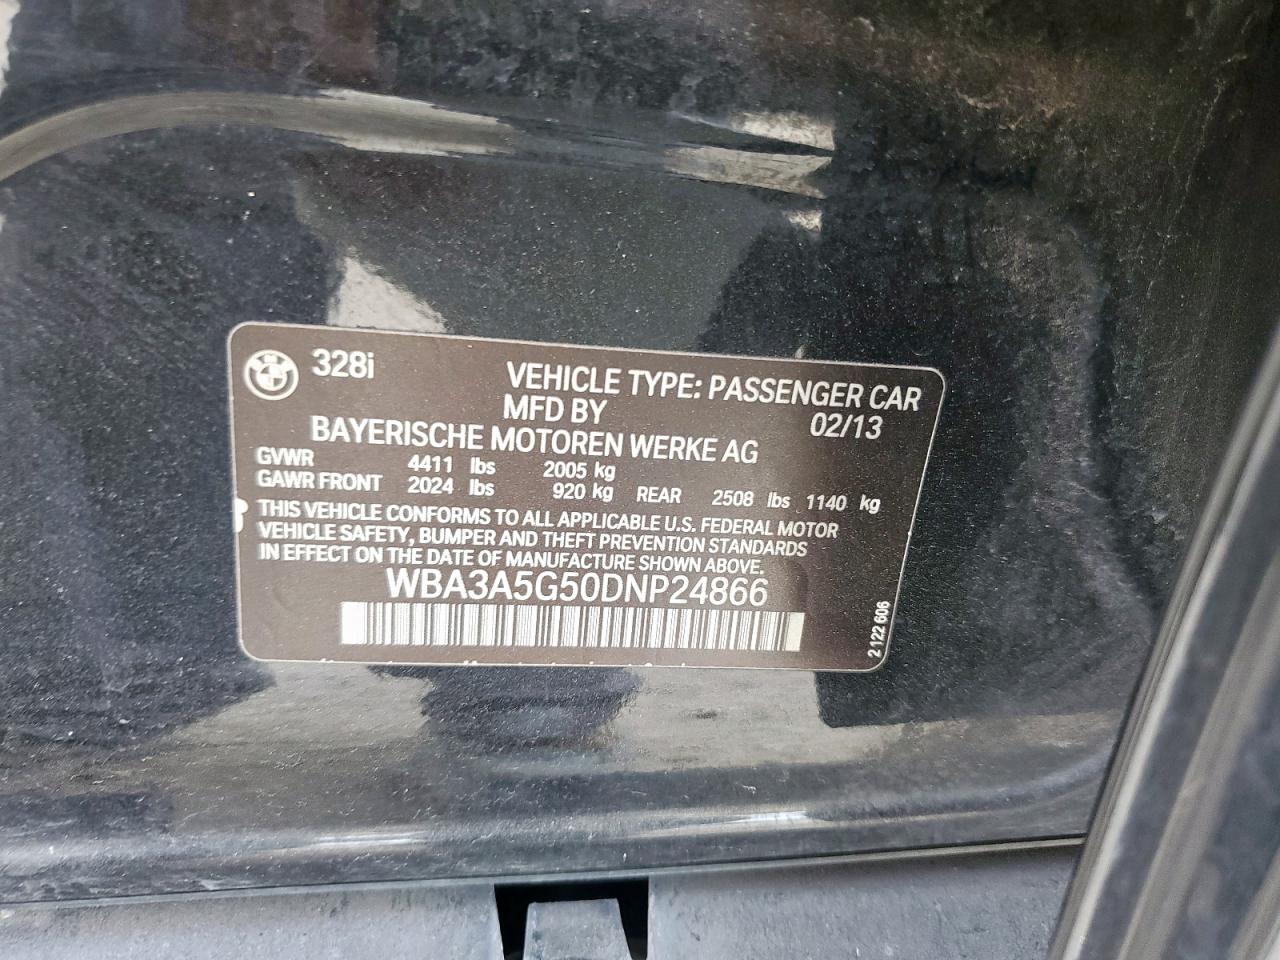 328i
VEHICLE TYPE: PASSENGER CAR
MFD BY 02/13
BAYERISCHE MOTOREN WERKE AG
GVWR 4411 lbs 2005 kg
GAWR FRONT 2024 lbs 920 kg REAR 2508 lbs 1140 kg
THIS VEHICLE CONFORMS TO ALL APPLICABLE U.S. FEDERAL MOTOR
VEHICLE SAFETY, BUMPER AND THEFT PREVENTION STANDARDS
IN EFFECT ON THE DATE OF MANUFACTURE SHOWN ABOVE.
WBA3A5G50DNP24866
2 122 606